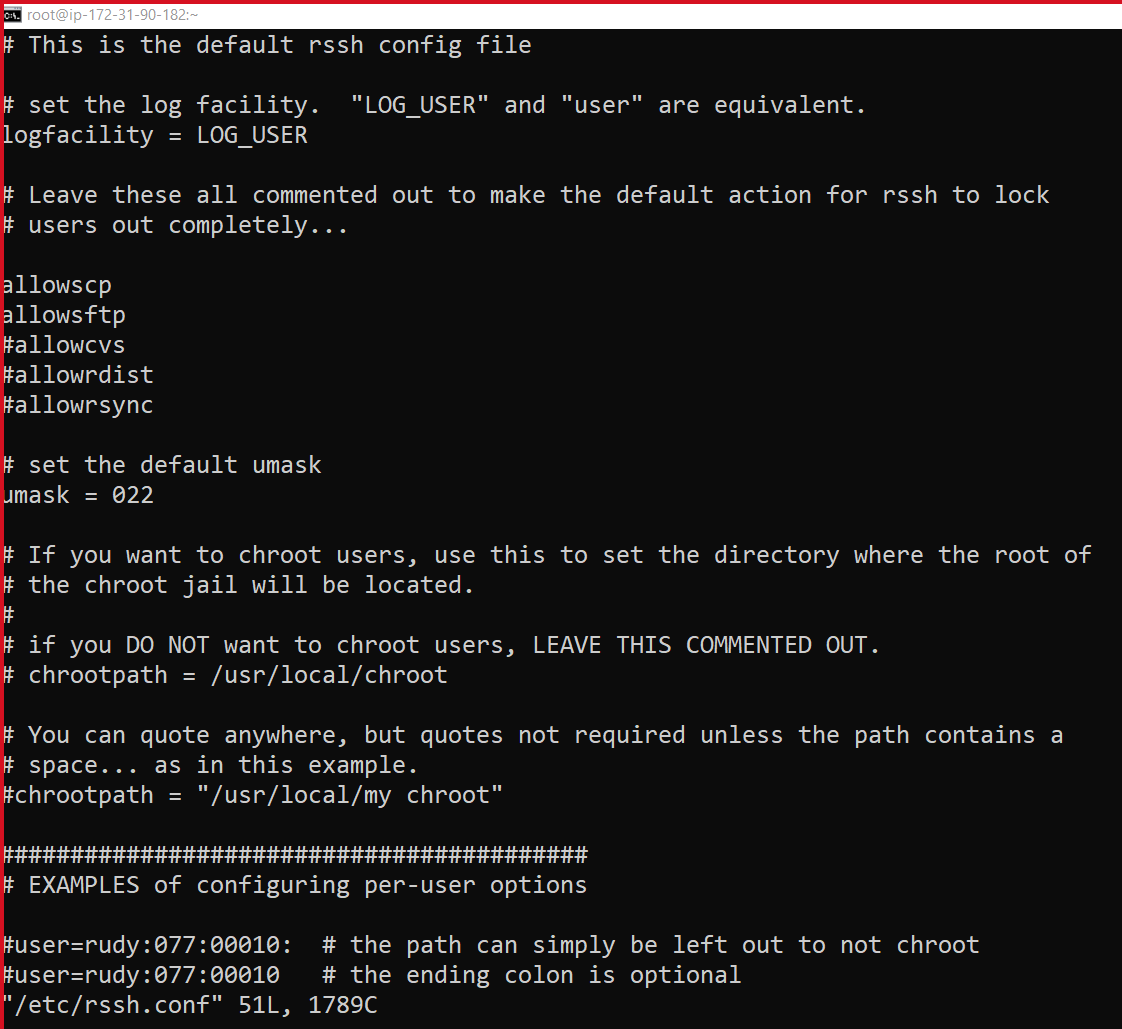 root@ip-172-31-90-182:~
# This is the default rssh config file
# set the log facility.  "LOG_USER" and "user" are equivalent.
logfacility = LOG_USER
# Leave these all commented out to make the default action for rssh to lock
# users out completely...
allowscp
allowsftp
#allowcvs
#allowrdist
#allowrsync
# set the default umask
umask = 022
# If you want to chroot users, use this to set the directory where the root of
# the chroot jail will be located.
#
# if you DO NOT want to chroot users, LEAVE THIS COMMENTED OUT.
# chrootpath = /usr/local/chroot
# You can quote anywhere, but quotes not required unless the path contains a
# space... as in this example.
#chrootpath = "/usr/local/my chroot"
##########################################
# EXAMPLES of configuring per-user options
#user=rudy:077:00010:  # the path can simply be left out to not chroot
#user=rudy:077:00010   # the ending colon is optional
"/etc/rssh.conf" 51L, 1789C